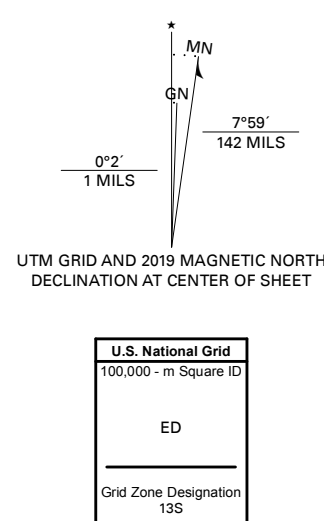 ★
MN
GN
7°59´
142 MILS
0°2´
1 MILS
UTM GRID AND 2019 MAGNETIC NORTH
DECLINATION AT CENTER OF SHEET
U.S. National Grid
100,000 - m Square ID
ED
Grid Zone Designation
13S